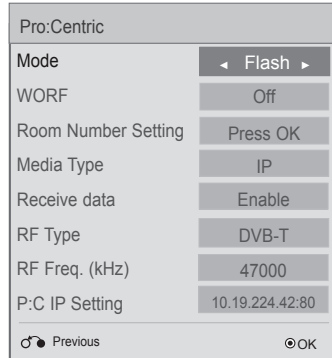 Pro:Centric
Mode ◄ Flash ►
WORF Off
Room Number Setting Press OK
Media Type IP
Receive data Enable
RF Type DVB-T
RF Freq. (kHz) 47000
P:C IP Setting 10.19.224.42:80
Previous OK